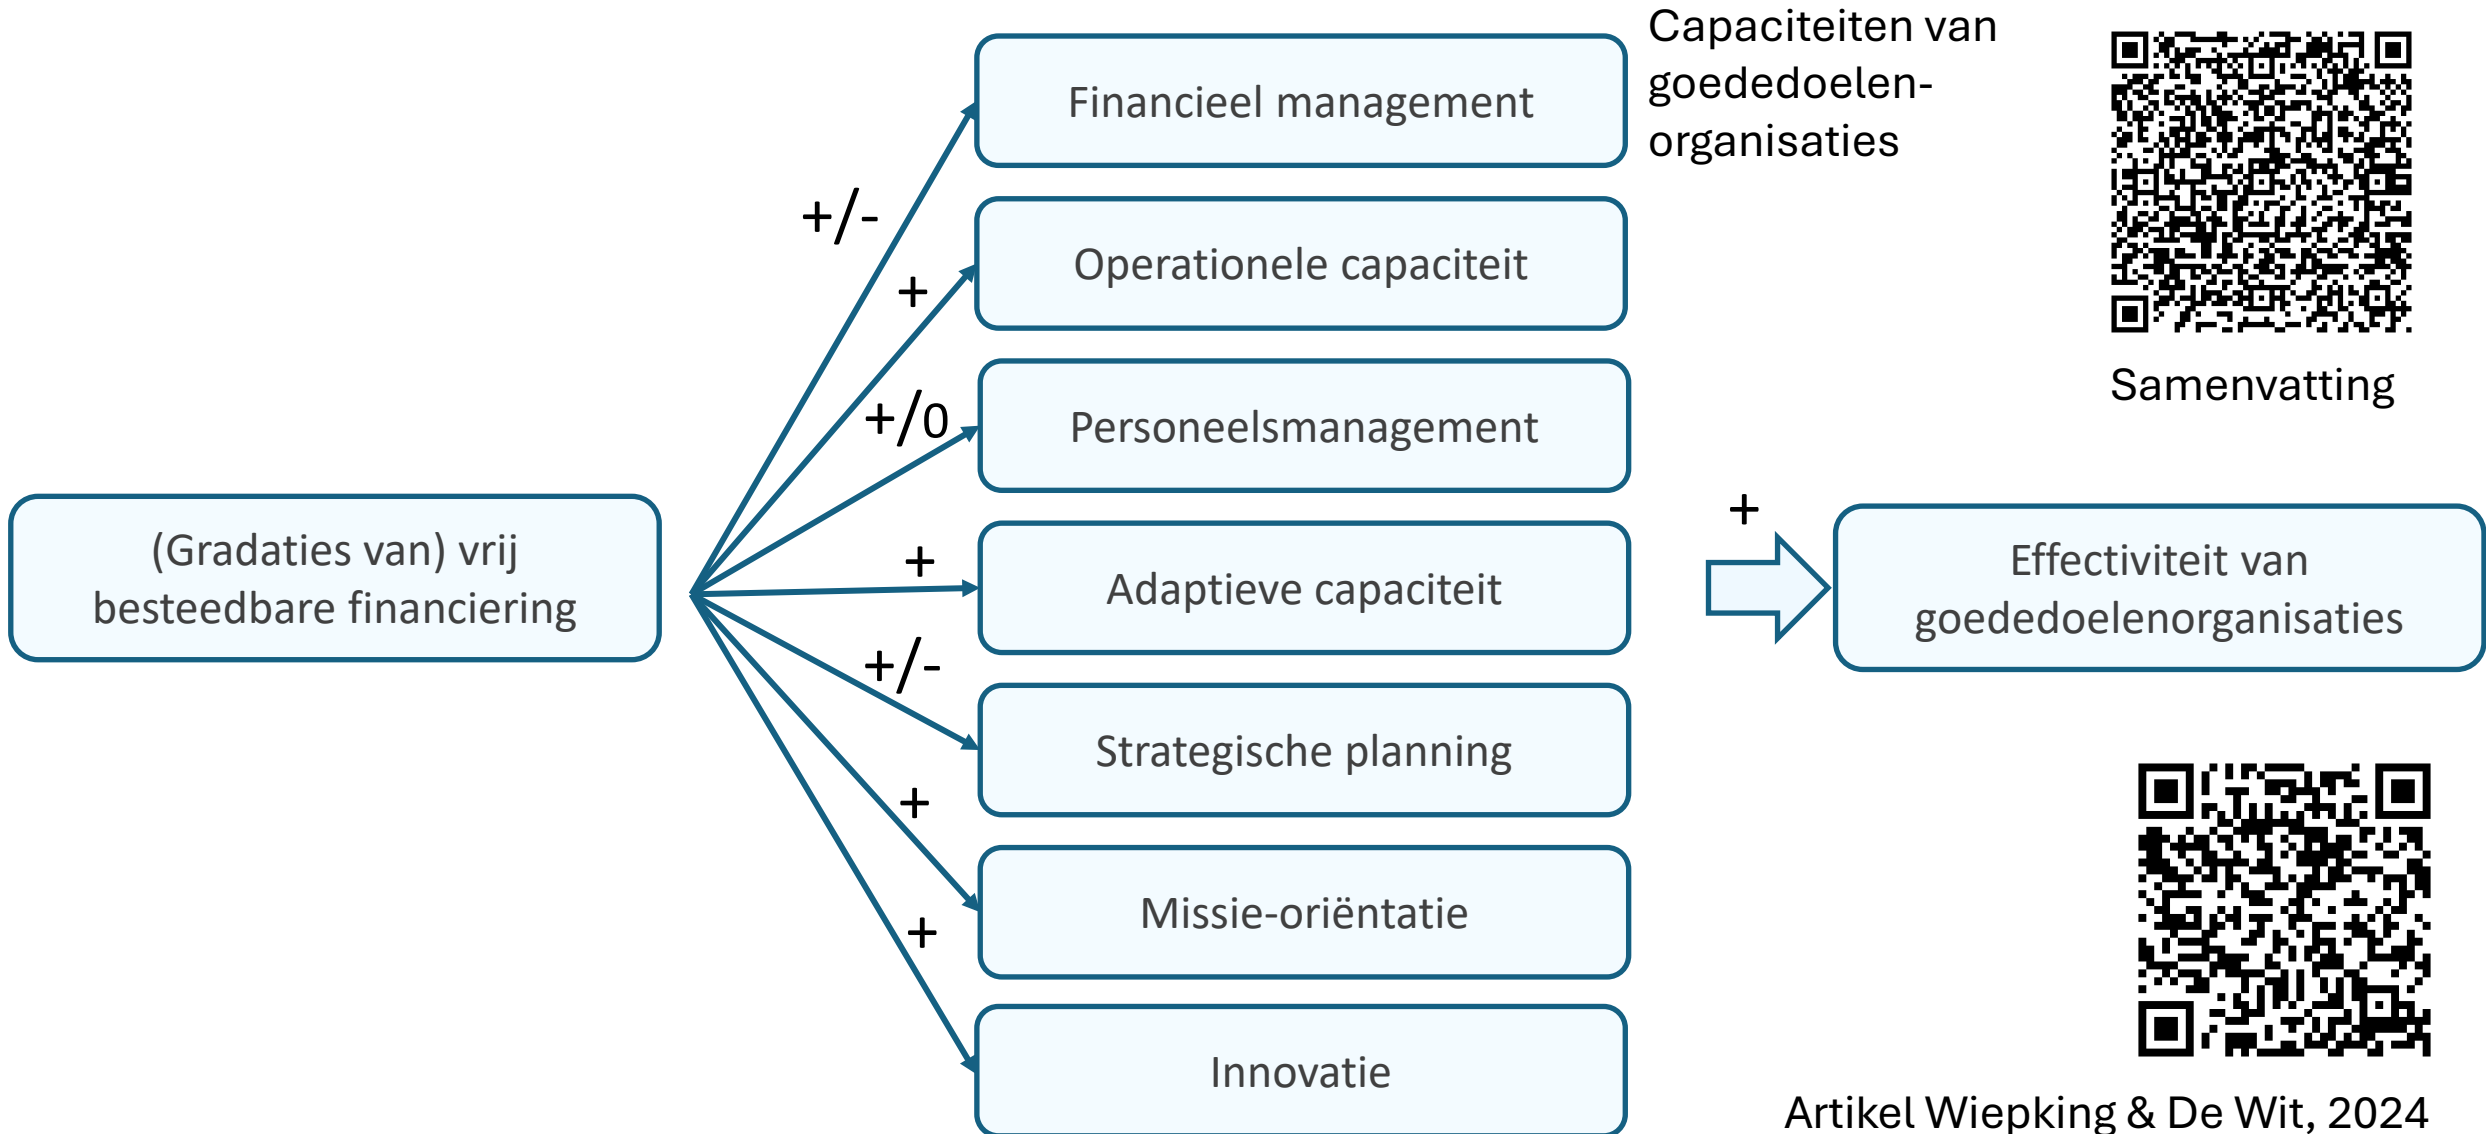 (Gradaties van) vrij
besteedbare financiering
+/-
+
+/0
+
+/-
+
+
Financieel management
Operationele capaciteit
Personeelsmanagement
Adaptieve capaciteit
Strategische planning
Missie-oriëntatie
Innovatie
Capaciteiten van
goededoelen-
organisaties
+
Effectiviteit van
goededoelenorganisaties
Samenvatting
Artikel Wiepking & De Wit, 2024